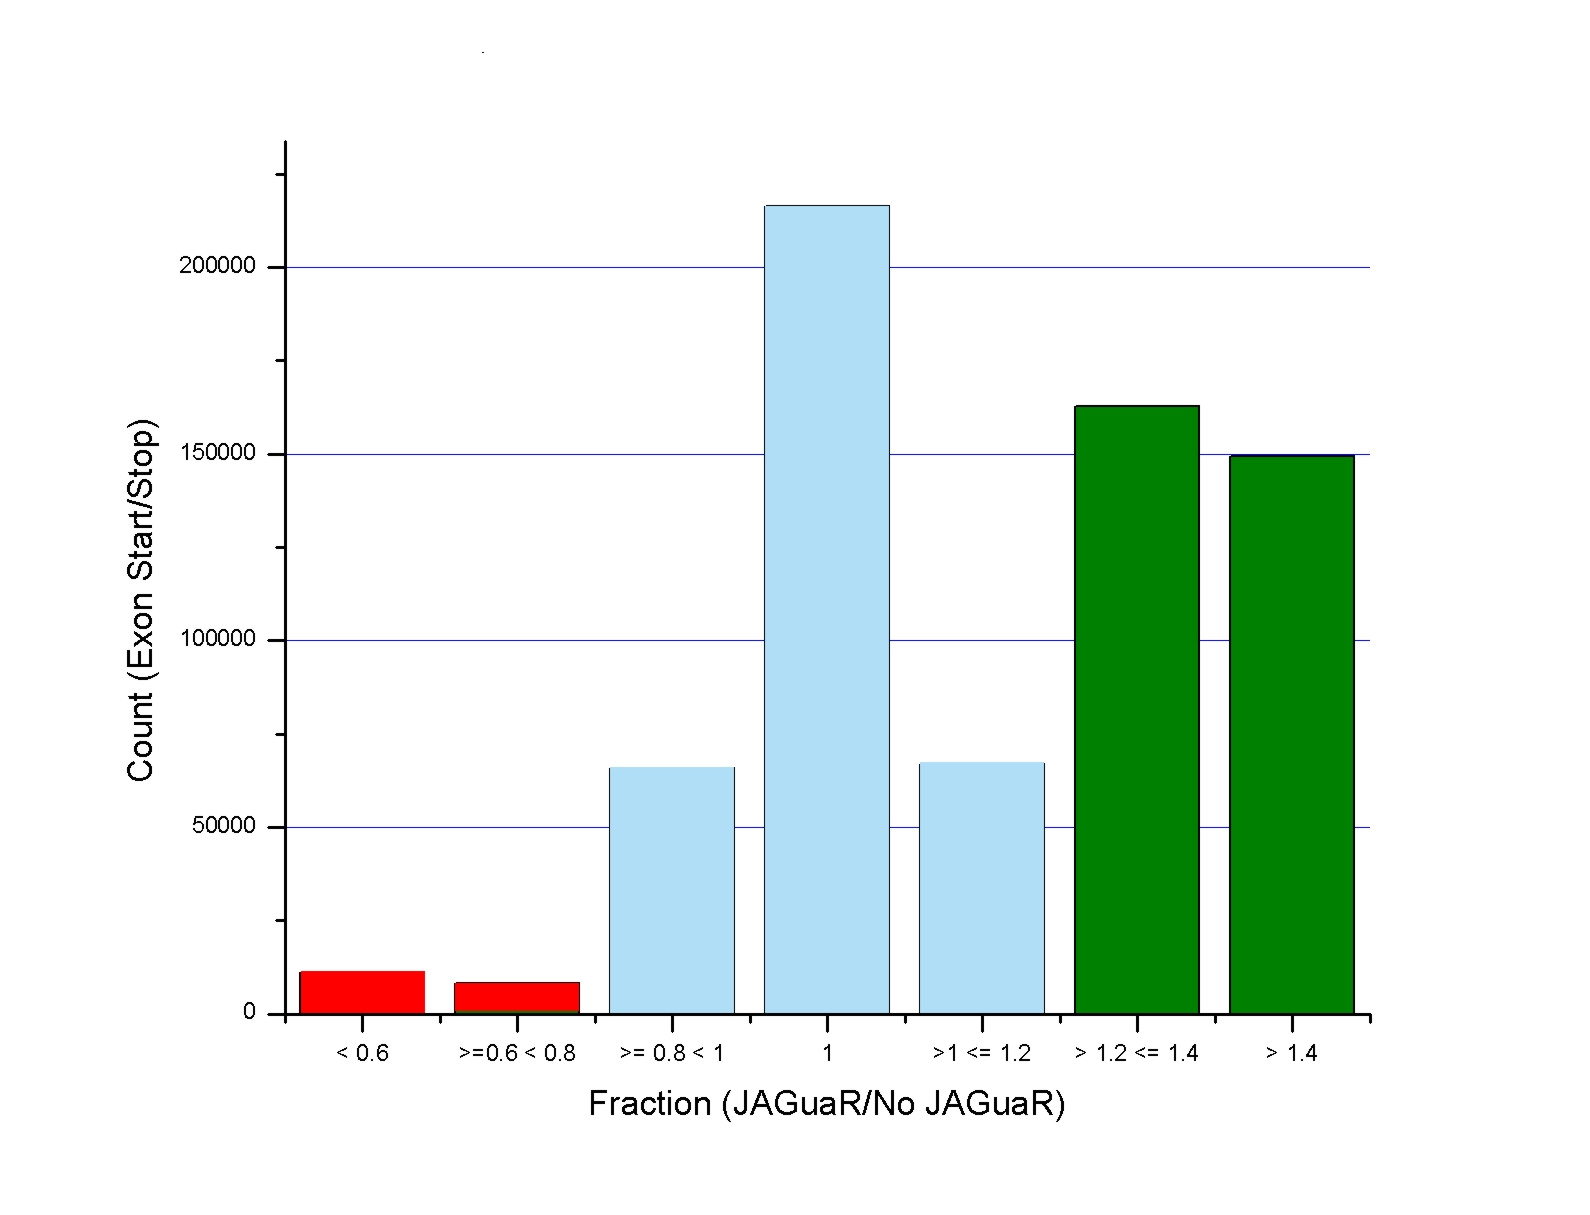 200000
150000
100000
50000
0
Count (Exon Start/Stop)
< 0.6
>=0.6 < 0.8
>= 0.8 < 1
1
>1 <= 1.2
> 1.2 <= 1.4
> 1.4
Fraction (JAGuaR/No JAGuaR)